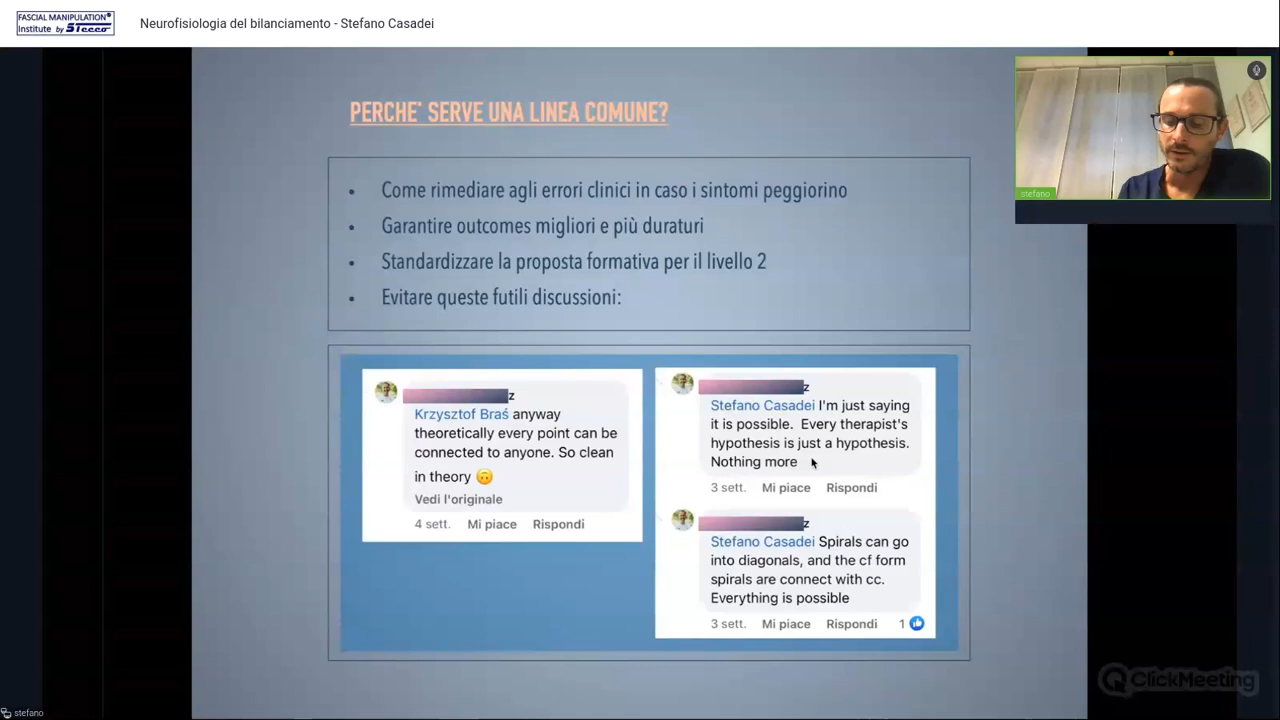 FASCIAL MANIPULATION®
Institute by Stecco
Neurofisiologia del bilanciamento - Stefano Casadei
PERCHE' SERVE UNA LINEA COMUNE?
• Come rimediare agli errori clinici in caso i sintomi peggiorino
• Garantire outcomes migliori e più duraturi
• Standardizzare la proposta formativa per il livello 2
• Evitare queste futili discussioni:
z
Krzysztof Braś anyway
theoretically every point can be
connected to anyone. So clean
in theory 🙃
Vedi l'originale
4 sett. Mi piace Rispondi
z
Stefano Casadei I'm just saying
it is possible. Every therapist's
hypothesis is just a hypothesis.
Nothing more
3 sett. Mi piace Rispondi
z
Stefano Casadei Spirals can go
into diagonals, and the cf form
spirals are connect with cc.
Everything is possible
3 sett. Mi piace Rispondi 1
stefano
ClickMeeting
stefano